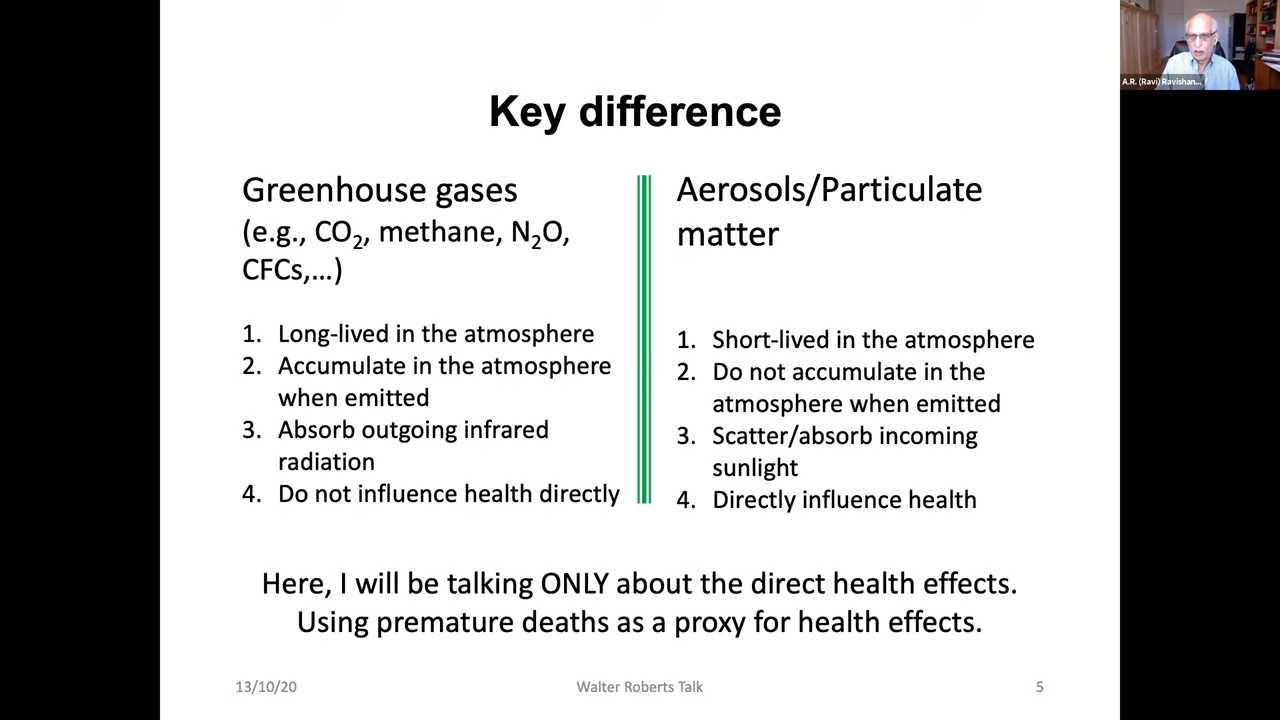 A.R. (Ravi) Ravishan...
Key difference
Greenhouse gases
(e.g., CO₂, methane, N₂O,
CFCs,...)
1. Long-lived in the atmosphere
2. Accumulate in the atmosphere
when emitted
3. Absorb outgoing infrared
radiation
4. Do not influence health directly
Aerosols/Particulate
matter
1. Short-lived in the atmosphere
2. Do not accumulate in the
atmosphere when emitted
3. Scatter/absorb incoming
sunlight
4. Directly influence health
Here, I will be talking ONLY about the direct health effects.
Using premature deaths as a proxy for health effects.
13/10/20
Walter Roberts Talk
5